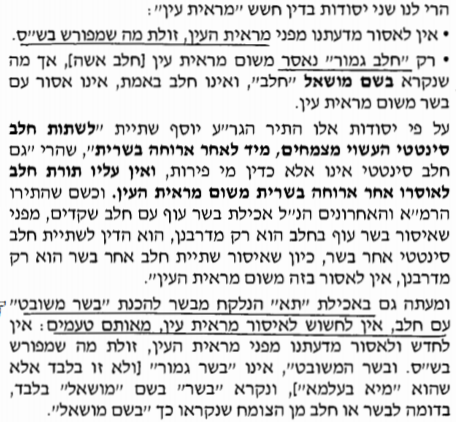 הרי לנו שני יסודות בדין חשש "מראית עין":
• אין לאסור מדעתנו מפני מראית העין, זולת מה שמפורש בש"ס.
• רק "חלב גמור" נאסר משום מראית עין [חלב אשה], אך מה
שנקרא בשם מושאל "חלב", ואינו חלב באמת, אינו אסור עם
בשר משום מראית עין.
על פי יסודות אלו התיר הגרע"א יוסף שתיית "לשתות חלב
סינטטי העשוי מצמחים, מיד לאחר ארוחה בשרית", שהרי "גם
חלב סינטטי אינו אלא כדין מי פירות, ואין עליו תורת חלב
לאוסרו אחר ארוחה בשרית משום מראית העין. וכשם שהתירו
הרמ"א והאחרונים הנ"ל אכילת בשר עוף עם חלב שקדים, מפני
שאיסור בשר עוף בחלב הוא רק מדרבנן, הוא הדין לשתיית חלב
סינטטי אחר בשר, כיון שאיסור שתיית חלב אחר בשר הוא רק
מדרבנן, אין לאסור בזה משום מראית העין".
ומעתה גם באכילת "תא" הנלקח מבשר להכנת "בשר משובט"
עם חלב, אין לחשוש לאיסור מראית עין, מאותם טעמים: אין
לחדש ולאסור מדעתנו מפני מראית העין, זולת מה שמפורש
בש"ס. ובשר המשובט, אינו "בשר גמור" [ולא זו בלבד אלא
שהוא "מיא בעלמא"], ונקרא "בשר" בשם "מושאל" בלבד,
בדומה לבשר או חלב מן הצומח שנקראו כך "בשם מושאל".